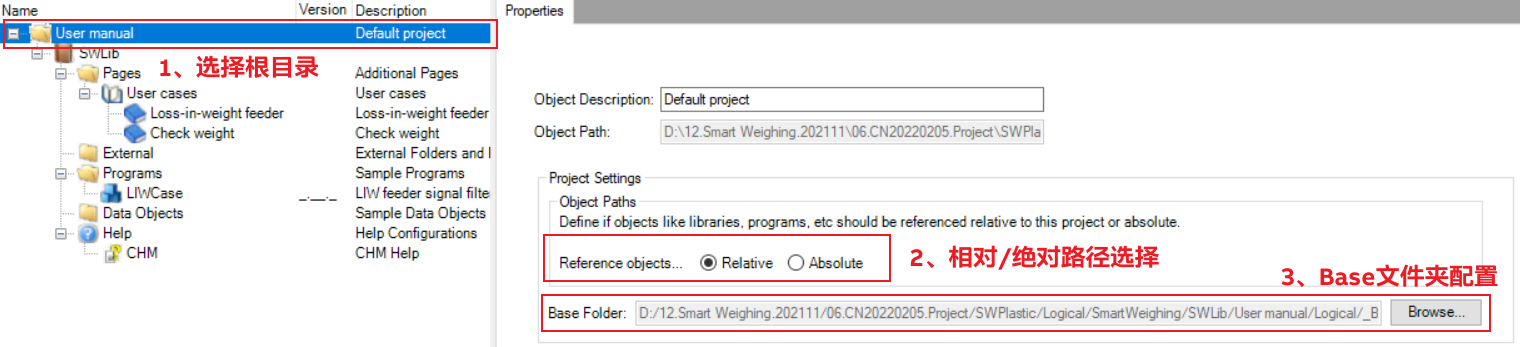 Name Version Description
User manual Default project
SWLib
1、选择根目录
Pages Additional Pages
User cases User cases
Loss-in-weight feeder Loss-in-weight feeder
Check weight Check weight
External External Folders and
Programs Sample Programs
LIWCase _.__._ LIW feeder signal filte
Data Objects Sample Data Objects
Help Help Configurations
CHM CHM Help
Properties
Object Description: Default project
Object Path: D:\12.Smart Weighing.202111\06.CN20220205.Project\SWPla
Project Settings
Object Paths
Define if objects like libraries, programs, etc should be referenced relative to this project or absolute.
Reference objects... Relative Absolute
2、相对/绝对路径选择
3、Base文件夹配置
Base Folder: D:/12.Smart Weighing.202111/06.CN20220205.Project/SWPlastic/Logical/SmartWeighing/SWLib/User manual/Logical/_B Browse...